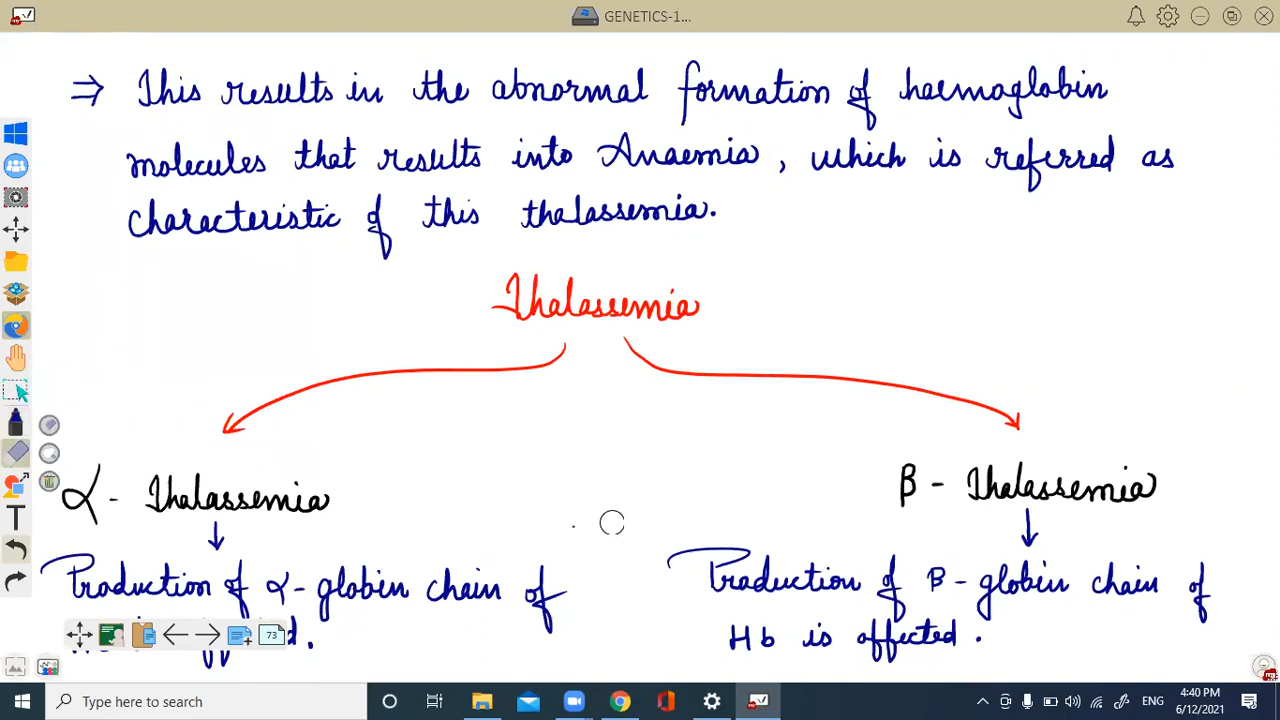 GENETICS-1...
⇒ This results in the abnormal formation of haemoglobin
molecules that results into Anaemia, which is referred as
characteristic of this thalassemia.
Thalassemia
α - Thalassemia
β - Thalassemia
Production of α-globin chain of
Production of β-globin chain of
Hb is affected.
73
Type here to search
ENG
4:40 PM
6/12/2021